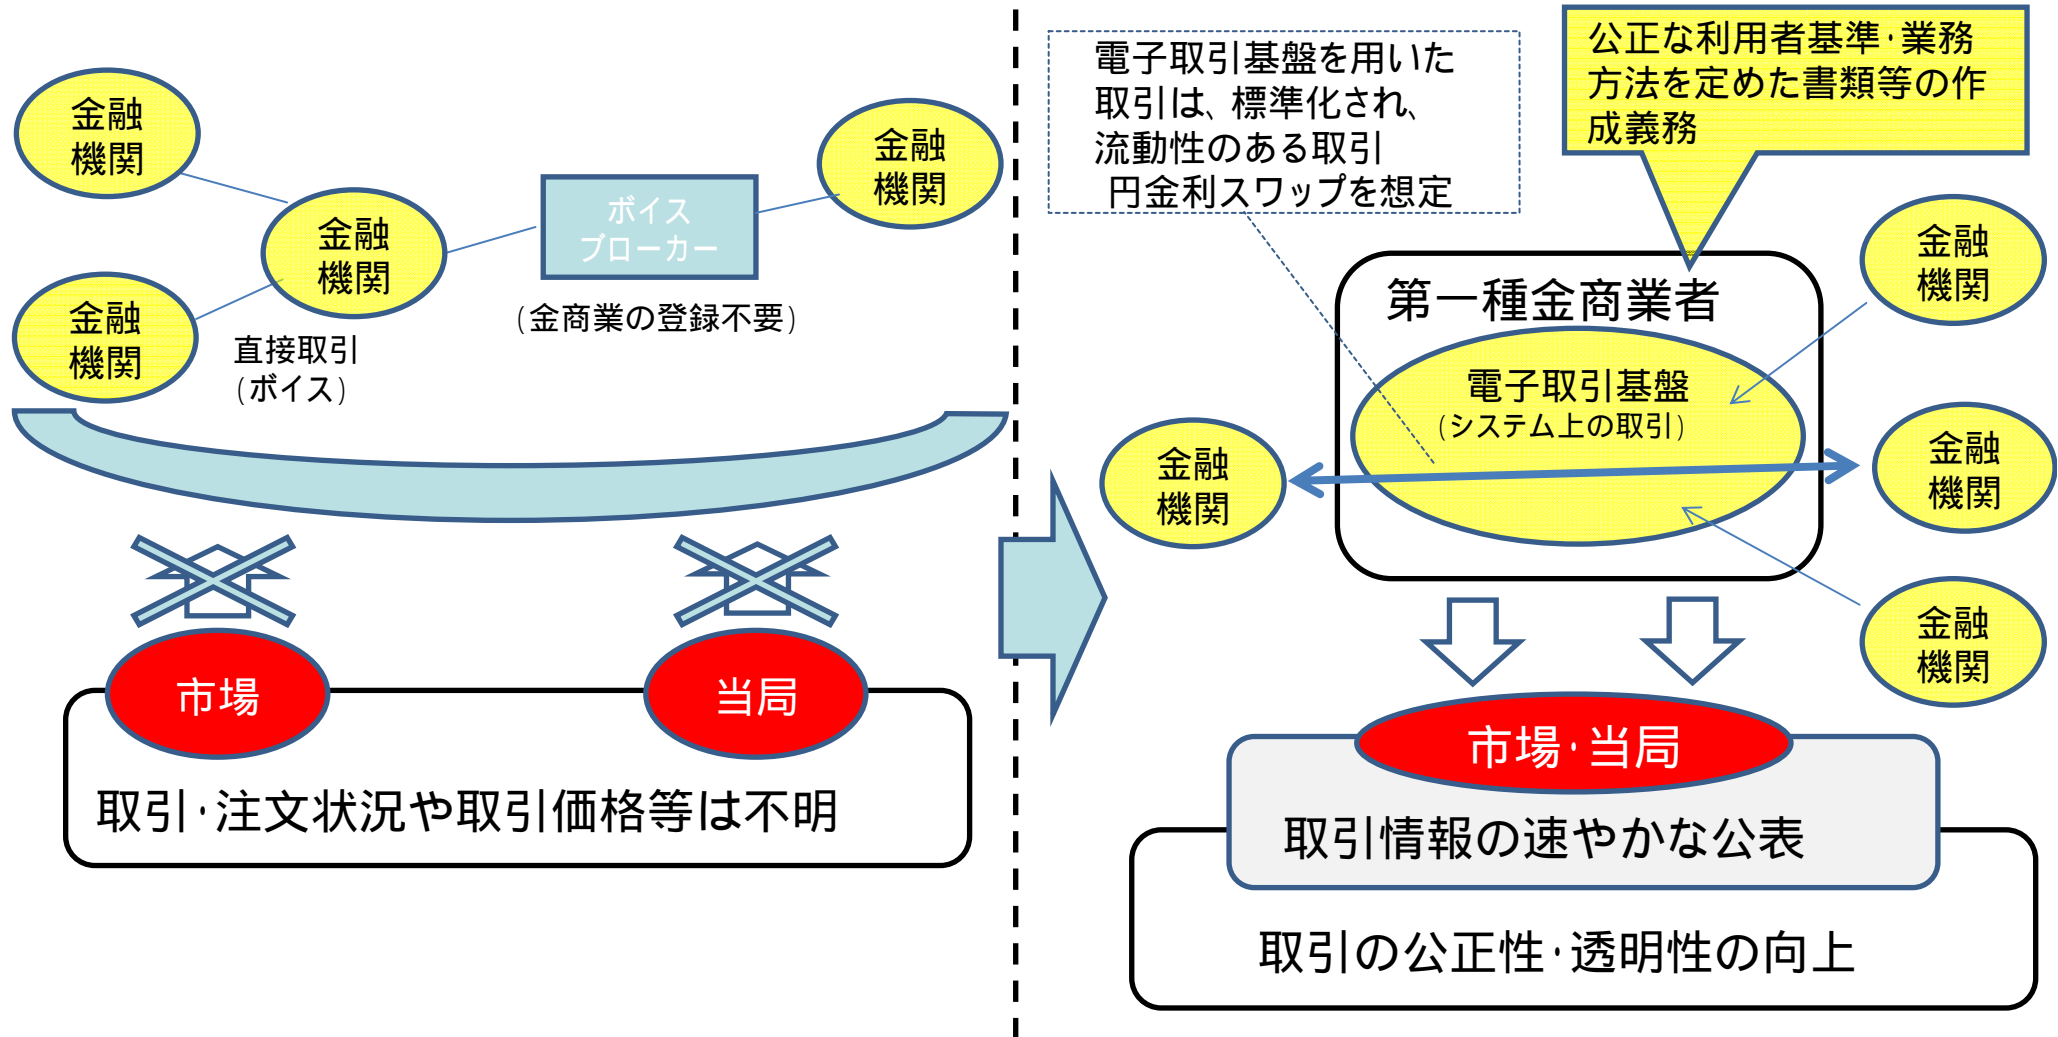 金融
機関
金融
機関
ボイス
ブローカー
金融
機関
金融
機関
(金商業の登録不要)
金融
機関
直接取引
(ボイス)
市場
当局
取引・注文状況や取引価格等は不明
電子取引基盤を用いた
取引は、標準化され、
流動性のある取引
円金利スワップを想定
公正な利用者基準・業務
方法を定めた書類等の作
成義務
第一種金商業者
電子取引基盤
(システム上の取引)
金融
機関
金融
機関
金融
機関
金融
機関
市場・当局
取引情報の速やかな公表
取引の公正性・透明性の向上